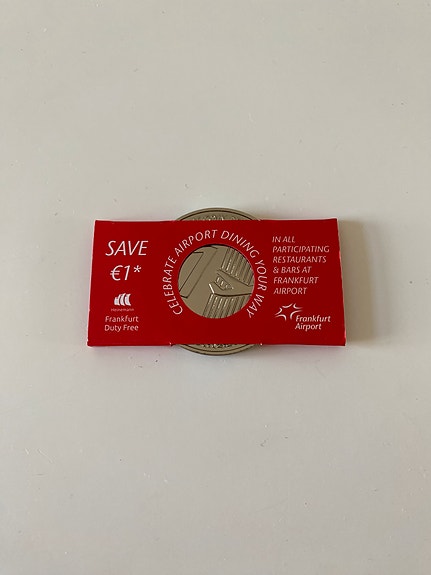 SAVE
€1*
Heinemann
Frankfurt
Duty Free
CELEBRATE AIRPORT DINING YOUR WAY
IN ALL
PARTICIPATING
RESTAURANTS
& BARS AT
FRANKFURT
AIRPORT
Frankfurt
Airport